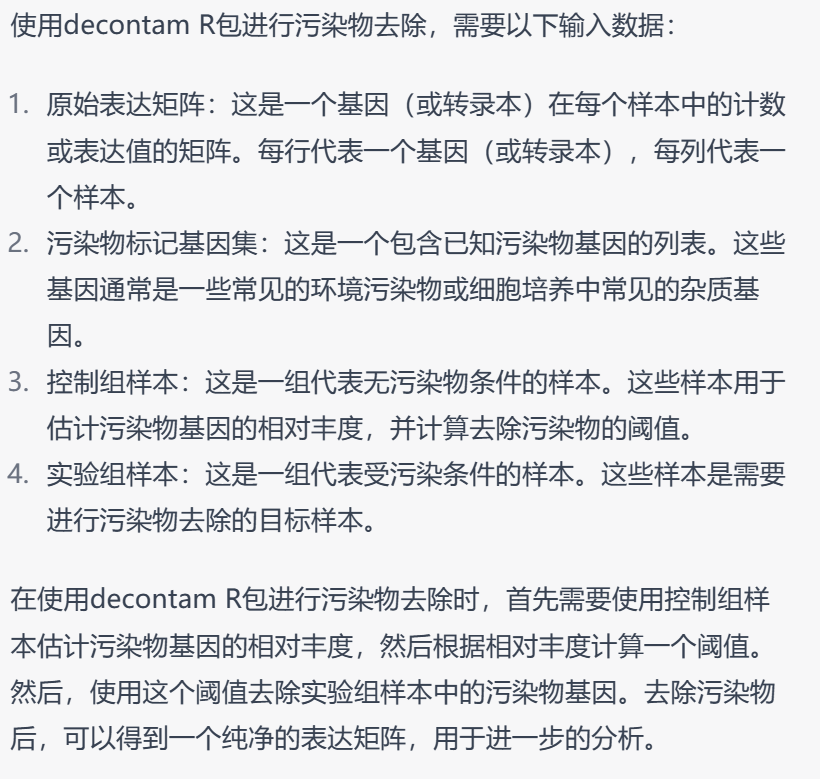 使用decontam R包进行污染物去除，需要以下输入数据：
1. 原始表达矩阵：这是一个基因（或转录本）在每个样本中的计数
或表达值的矩阵。每行代表一个基因（或转录本），每列代表一
个样本。
2. 污染物标记基因集：这是一个包含已知污染物基因的列表。这些
基因通常是一些常见的环境污染物或细胞培养中常见的杂质基
因。
3. 控制组样本：这是一组代表无污染物条件的样本。这些样本用于
估计污染物基因的相对丰度，并计算去除污染物的阈值。
4. 实验组样本：这是一组代表受污染条件的样本。这些样本是需要
进行污染物去除的目标样本。
在使用decontam R包进行污染物去除时，首先需要使用控制组样
本估计污染物基因的相对丰度，然后根据相对丰度计算一个阈值。
然后，使用这个阈值去除实验组样本中的污染物基因。去除污染物
后，可以得到一个纯净的表达矩阵，用于进一步的分析。